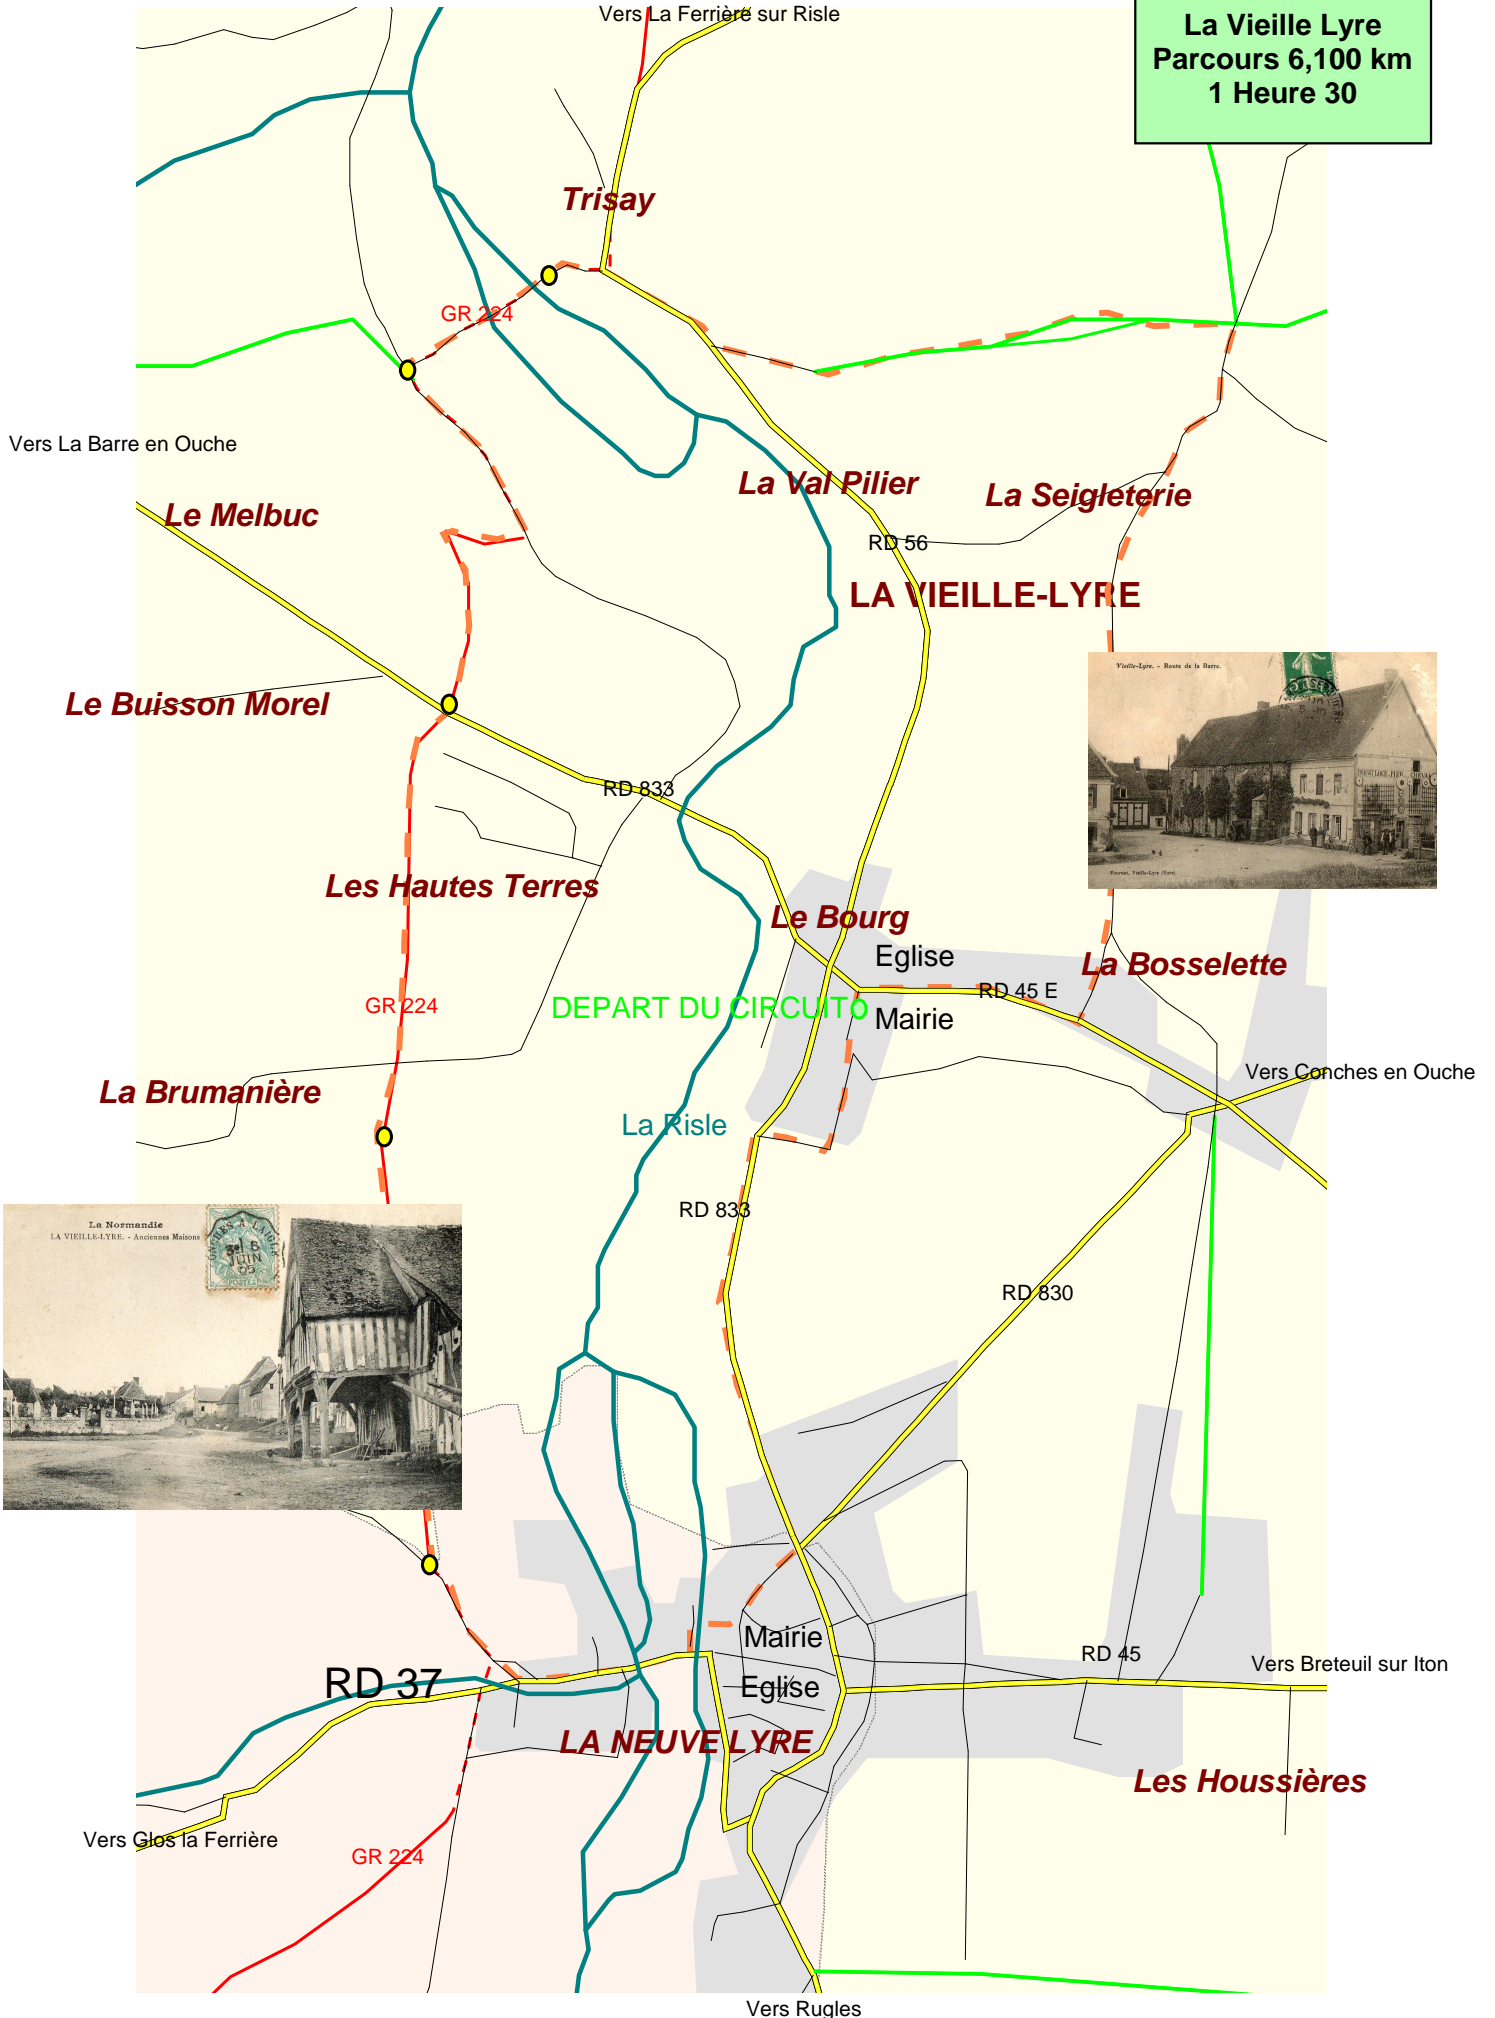 Vers La Ferrière sur Risle
La Vieille Lyre
Parcours 6,100 km
1 Heure 30
Trisay
GR 224
Vers La Barre en Ouche
Le Melbuc
La Val Pilier
La Seigleterie
RD 56
LA VIEILLE-LYRE
Vieille-Lyre. - Route de la Barre.
Le Buisson Morel
RD 833
Les Hautes Terres
Le Bourg
Eglise
La Bosselette
RD 45 E
GR 224
DEPART DU CIRCUIT
Mairie
Vers Conches en Ouche
La Brumanière
La Risle
RD 833
La Normandie
LA VIEILLE-LYRE. - Anciennes Maisons
JUIN
RD 830
Mairie
RD 45
Vers Breteuil sur Iton
RD 37
Eglise
LA NEUVE LYRE
Les Houssières
Vers Glos la Ferrière
GR 224
Vers Rugles